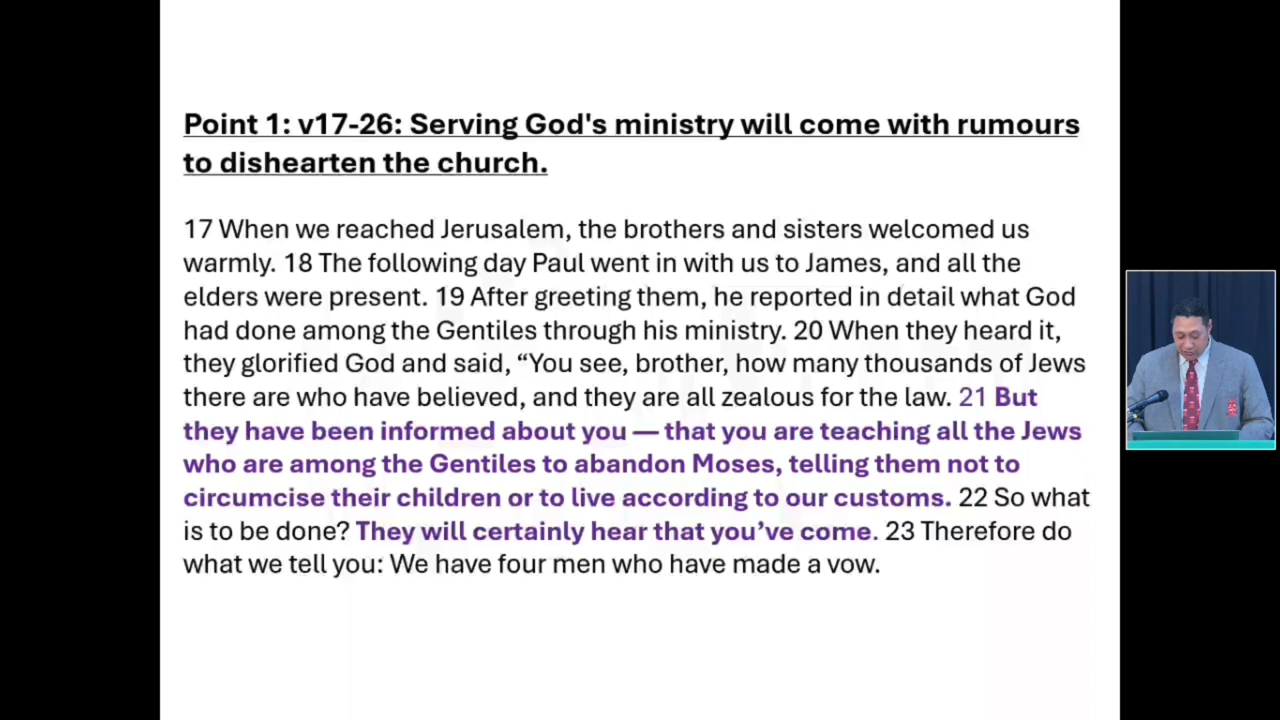 Point 1: v17-26: Serving God's ministry will come with rumours
to dishearten the church.
17 When we reached Jerusalem, the brothers and sisters welcomed us
warmly. 18 The following day Paul went in with us to James, and all the
elders were present. 19 After greeting them, he reported in detail what God
had done among the Gentiles through his ministry. 20 When they heard it,
they glorified God and said, “You see, brother, how many thousands of Jews
there are who have believed, and they are all zealous for the law. 21 But
they have been informed about you — that you are teaching all the Jews
who are among the Gentiles to abandon Moses, telling them not to
circumcise their children or to live according to our customs. 22 So what
is to be done? They will certainly hear that you’ve come. 23 Therefore do
what we tell you: We have four men who have made a vow.